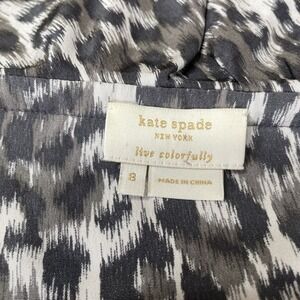 kate spade
NEW YORK
live colorfully
8
MADE IN CHINA